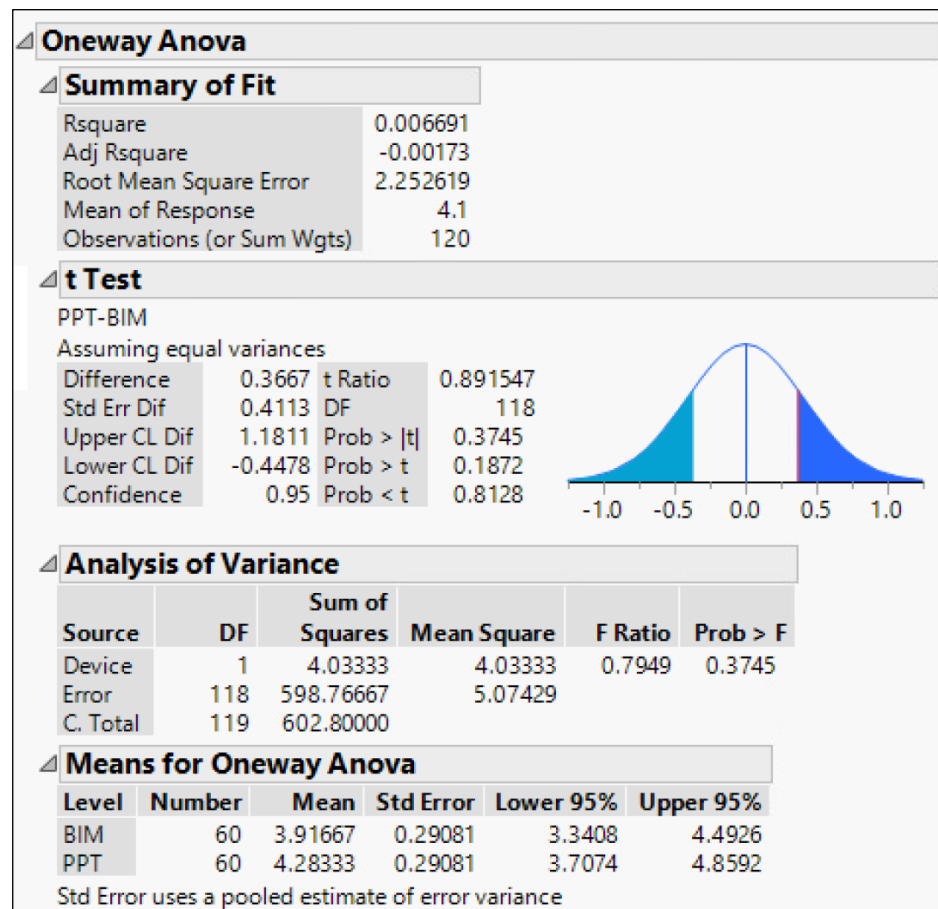 Oneway Anova
Summary of Fit
Rsquare 0.006691
Adj Rsquare -0.00173
Root Mean Square Error 2.252619
Mean of Response 4.1
Observations (or Sum Wgts) 120
t Test
PPT-BIM
Assuming equal variances
Difference 0.3667 t Ratio 0.891547
Std Err Dif 0.4113 DF 118
Upper CL Dif 1.1811 Prob > |t| 0.3745
Lower CL Dif -0.4478 Prob > t 0.1872
Confidence 0.95 Prob < t 0.8128
-1.0 -0.5 0.0 0.5 1.0
Analysis of Variance
Sum of
Source DF Squares Mean Square F Ratio Prob > F
Device 1 4.03333 4.03333 0.7949 0.3745
Error 118 598.76667 5.07429
C. Total 119 602.80000
Means for Oneway Anova
Level Number Mean Std Error Lower 95% Upper 95%
BIM 60 3.91667 0.29081 3.3408 4.4926
PPT 60 4.28333 0.29081 3.7074 4.8592
Std Error uses a pooled estimate of error variance